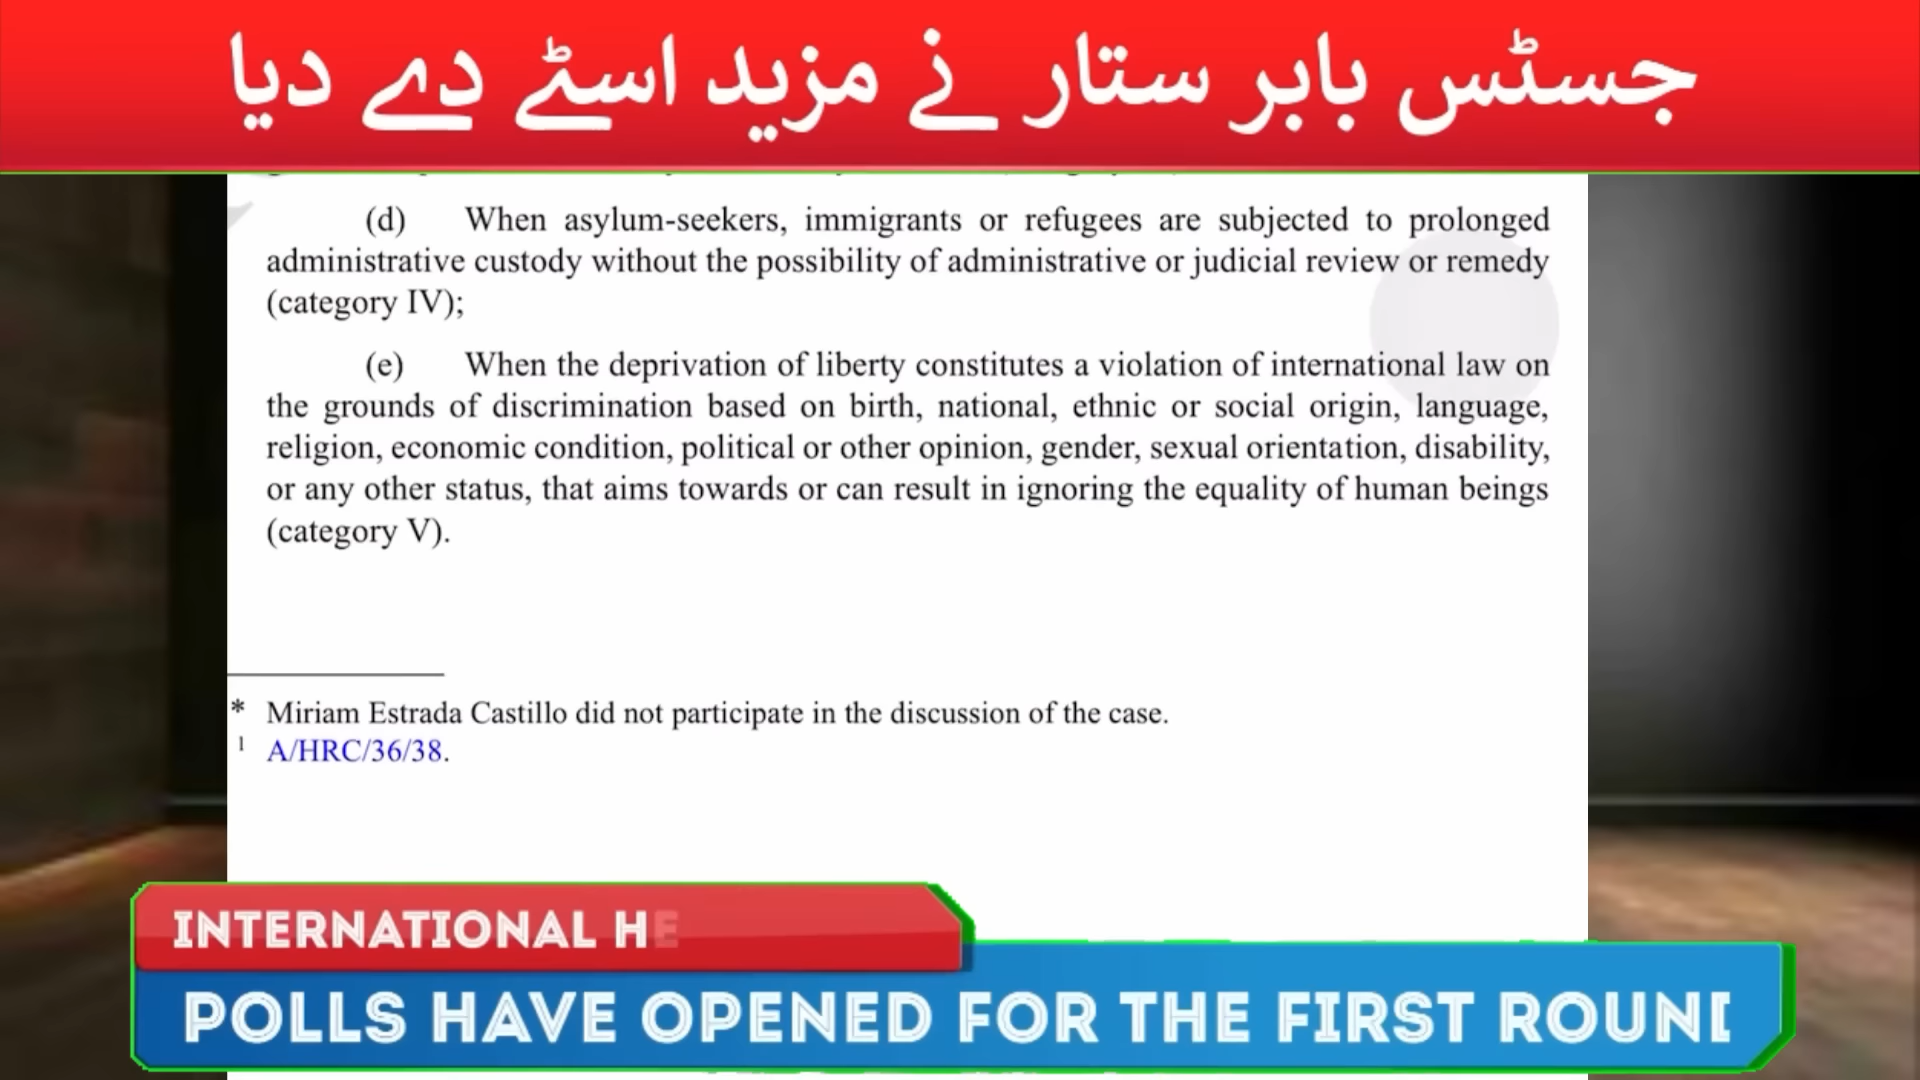 جسٹس بابر ستار نے مزید اسٹے دے دیا
(d) When asylum-seekers, immigrants or refugees are subjected to prolonged
administrative custody without the possibility of administrative or judicial review or remedy
(category IV);
(e) When the deprivation of liberty constitutes a violation of international law on
the grounds of discrimination based on birth, national, ethnic or social origin, language,
religion, economic condition, political or other opinion, gender, sexual orientation, disability,
or any other status, that aims towards or can result in ignoring the equality of human beings
(category V).
* Miriam Estrada Castillo did not participate in the discussion of the case.
1 A/HRC/36/38.
INTERNATIONAL HE
POLLS HAVE OPENED FOR THE FIRST ROUND